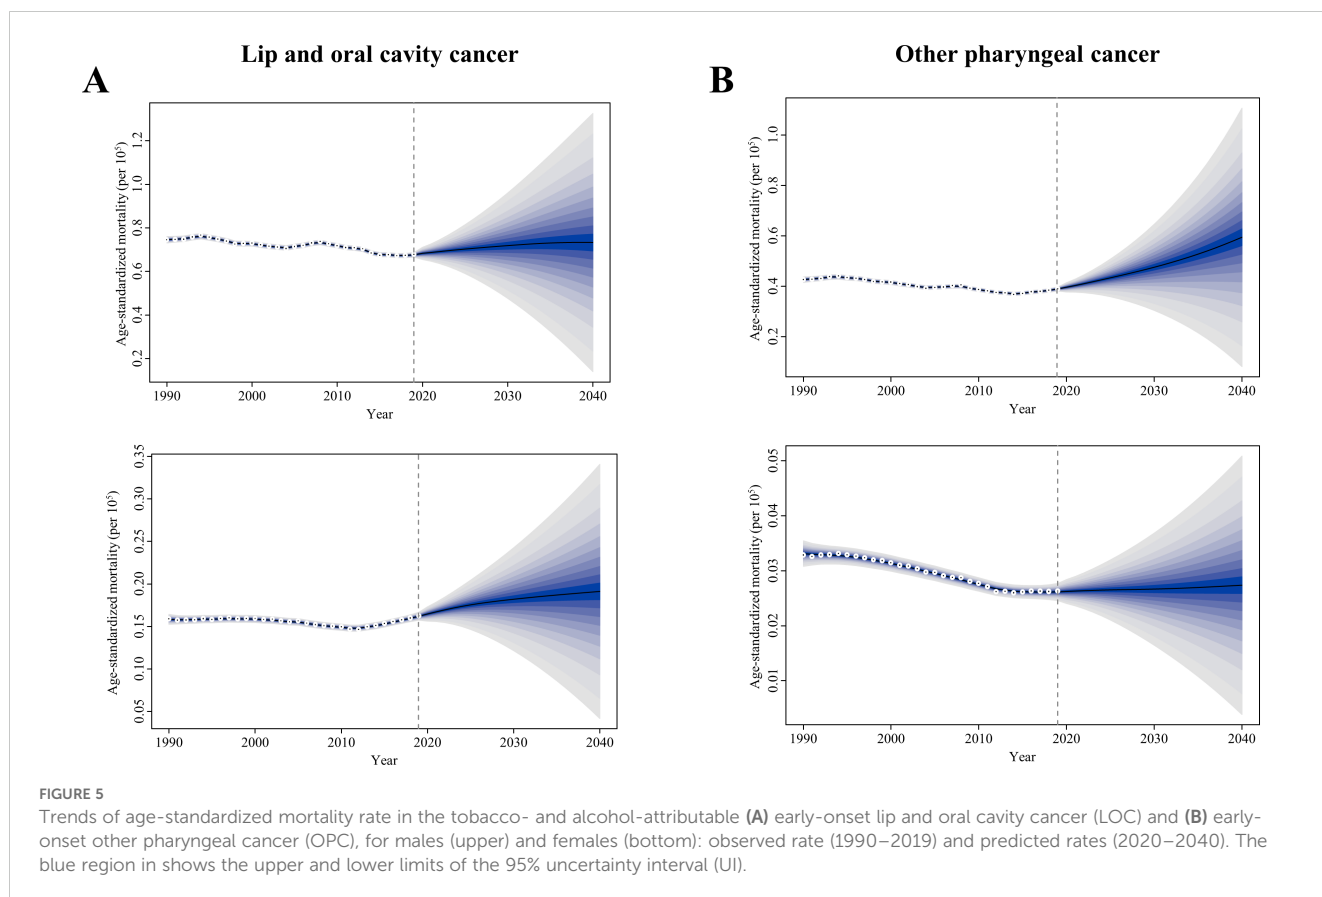 Lip and oral cavity cancer
Other pharyngeal cancer
A
B
Age-standardized mortality (per 10⁵)
0.2
0.4
0.6
0.8
1.0
1.2
1990
2000
2010
2020
2030
2040
Year
Age-standardized mortality (per 10⁵)
0.2
0.4
0.6
0.8
1.0
1990
2000
2010
2020
2030
2040
Year
Age-standardized mortality (per 10⁵)
0.05
0.10
0.15
0.20
0.25
0.30
0.35
1990
2000
2010
2020
2030
2040
Year
Age-standardized mortality (per 10⁵)
0.01
0.02
0.03
0.04
0.05
1990
2000
2010
2020
2030
2040
Year
FIGURE 5
Trends of age-standardized mortality rate in the tobacco- and alcohol-attributable (A) early-onset lip and oral cavity cancer (LOC) and (B) early-
onset other pharyngeal cancer (OPC), for males (upper) and females (bottom): observed rate (1990–2019) and predicted rates (2020–2040). The
blue region in shows the upper and lower limits of the 95% uncertainty interval (UI).